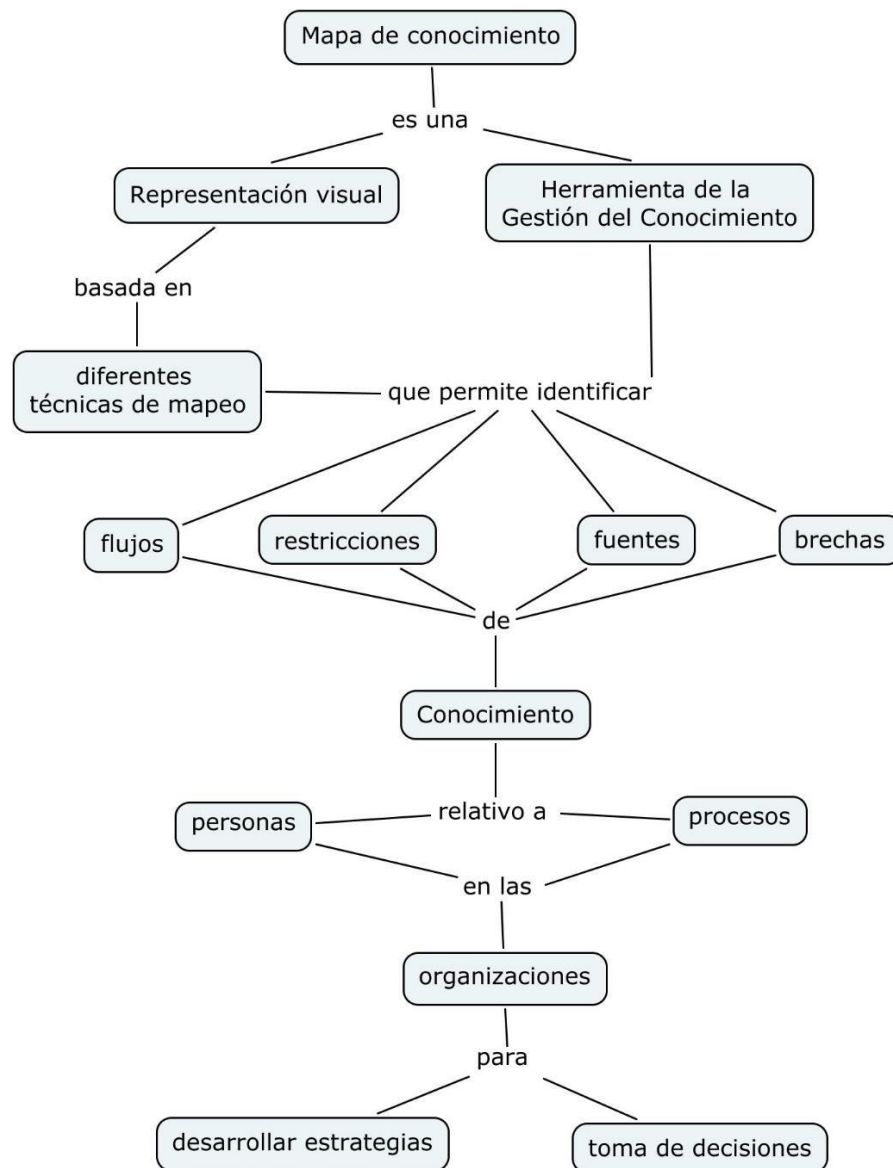 Mapa de conocimiento
es una
Representación visual
Herramienta de la
Gestión del Conocimiento
basada en
diferentes
técnicas de mapeo
que permite identificar
flujos
restricciones
fuentes
brechas
de
Conocimiento
relativo a
personas
procesos
en las
organizaciones
para
desarrollar estrategias
toma de decisiones